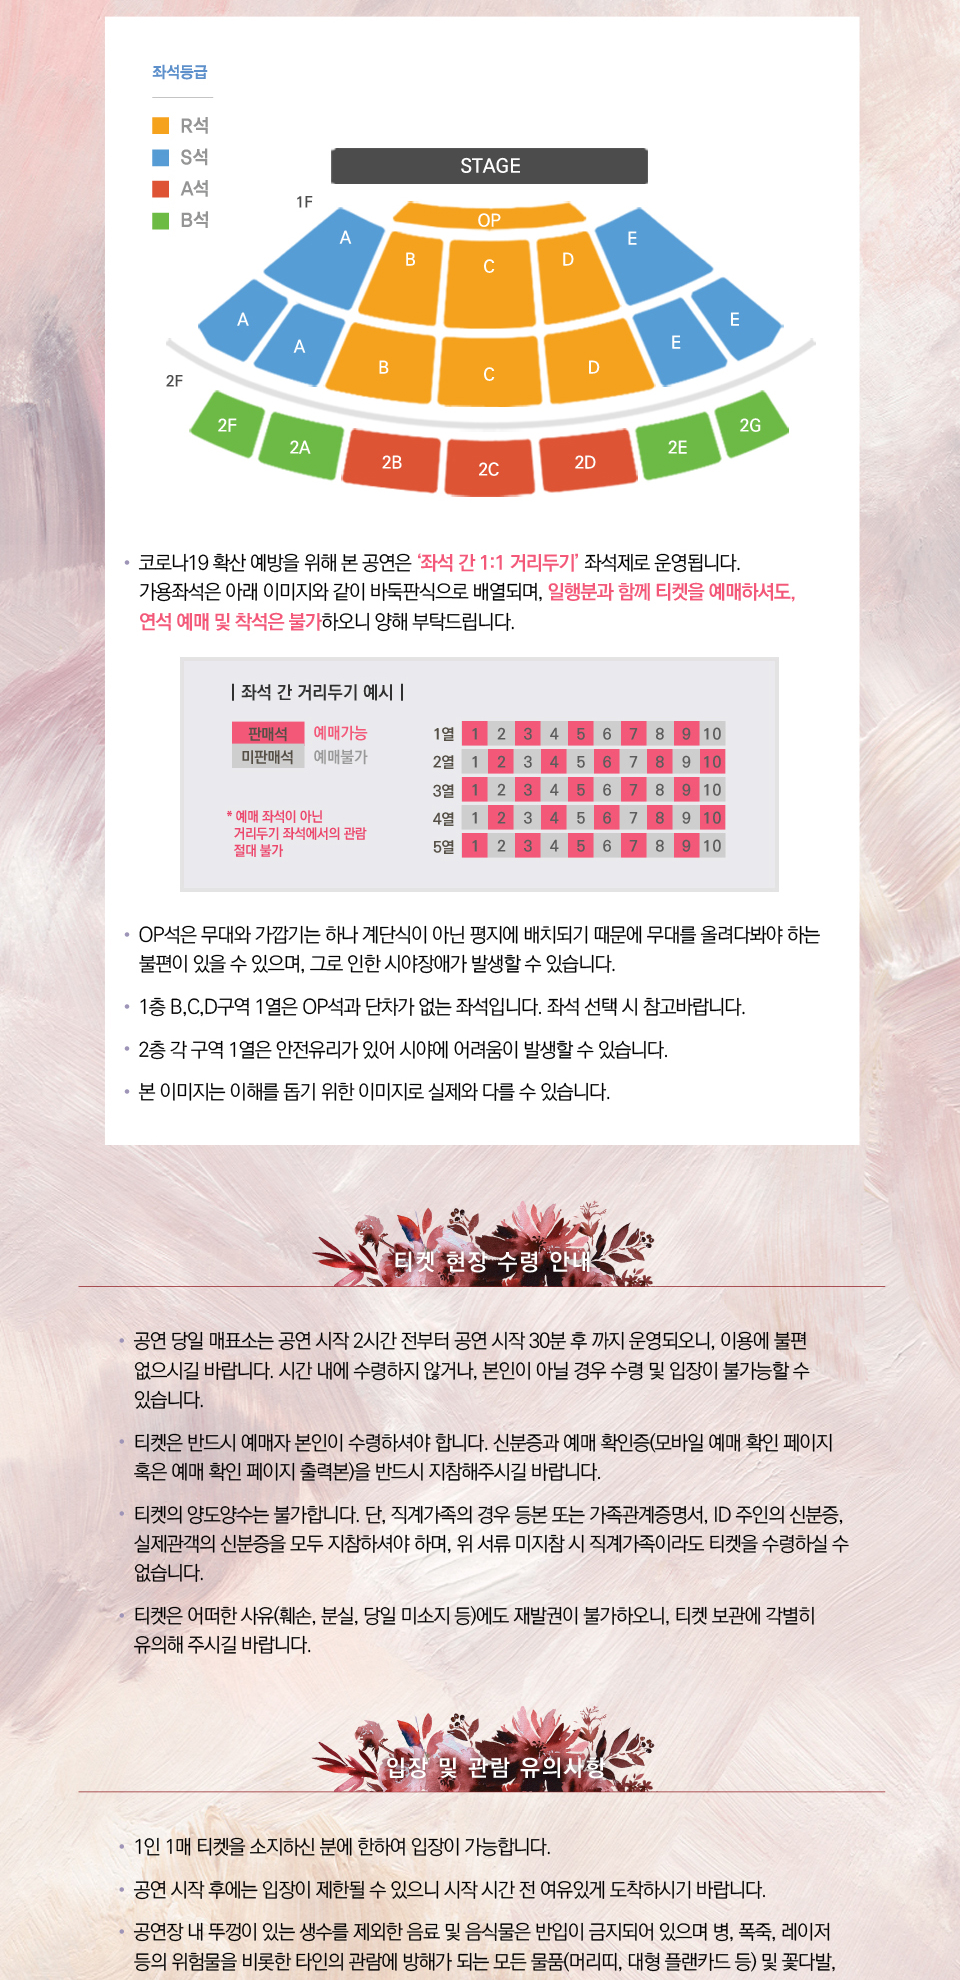 좌석등급
R석
S석
A석
B석
STAGE
1F
OP
A
B
C
D
E
A
A
B
C
D
E
E
2F
2F
2A
2B
2C
2D
2E
2G
• 코로나19 확산 예방을 위해 본 공연은 ‘좌석 간 1:1 거리두기’ 좌석제로 운영됩니다.
가용좌석은 아래 이미지와 같이 바둑판식으로 배열되며, 일행분과 함께 티켓을 예매하셔도,
연석 예매 및 착석은 불가하오니 양해 부탁드립니다.
| 좌석 간 거리두기 예시 |
판매석 예매가능
미판매석 예매불가
* 예매 좌석이 아닌
거리두기 좌석에서의 관람
절대 불가
1열 1 2 3 4 5 6 7 8 9 10
2열 1 2 3 4 5 6 7 8 9 10
3열 1 2 3 4 5 6 7 8 9 10
4열 1 2 3 4 5 6 7 8 9 10
5열 1 2 3 4 5 6 7 8 9 10
• OP석은 무대와 가깝기는 하나 계단식이 아닌 평지에 배치되기 때문에 무대를 올려다봐야 하는
불편이 있을 수 있으며, 그로 인한 시야장애가 발생할 수 있습니다.
• 1층 B,C,D구역 1열은 OP석과 단차가 없는 좌석입니다. 좌석 선택 시 참고바랍니다.
• 2층 각 구역 1열은 안전유리가 있어 시야에 어려움이 발생할 수 있습니다.
• 본 이미지는 이해를 돕기 위한 이미지로 실제와 다를 수 있습니다.
티켓 현장 수령 안내
• 공연 당일 매표소는 공연 시작 2시간 전부터 공연 시작 30분 후 까지 운영되오니, 이용에 불편
없으시길 바랍니다. 시간 내에 수령하지 않거나, 본인이 아닐 경우 수령 및 입장이 불가능할 수
있습니다.
• 티켓은 반드시 예매자 본인이 수령하셔야 합니다. 신분증과 예매 확인증(모바일 예매 확인 페이지
혹은 예매 확인 페이지 출력본)을 반드시 지참해주시길 바랍니다.
• 티켓의 양도양수는 불가합니다. 단, 직계가족의 경우 등본 또는 가족관계증명서, ID 주인의 신분증,
실제관객의 신분증을 모두 지참하셔야 하며, 위 서류 미지참 시 직계가족이라도 티켓을 수령하실 수
없습니다.
• 티켓은 어떠한 사유(훼손, 분실, 당일 미소지 등)에도 재발권이 불가하오니, 티켓 보관에 각별히
유의해 주시길 바랍니다.
입장 및 관람 유의사항
• 1인 1매 티켓을 소지하신 분에 한하여 입장이 가능합니다.
• 공연 시작 후에는 입장이 제한될 수 있으니 시작 시간 전 여유있게 도착하시기 바랍니다.
• 공연장 내 뚜껑이 있는 생수를 제외한 음료 및 음식물은 반입이 금지되어 있으며 병, 폭죽, 레이저
등의 위험물을 비롯한 타인의 관람에 방해가 되는 모든 물품(머리띠, 대형 플랜카드 등) 및 꽃다발,